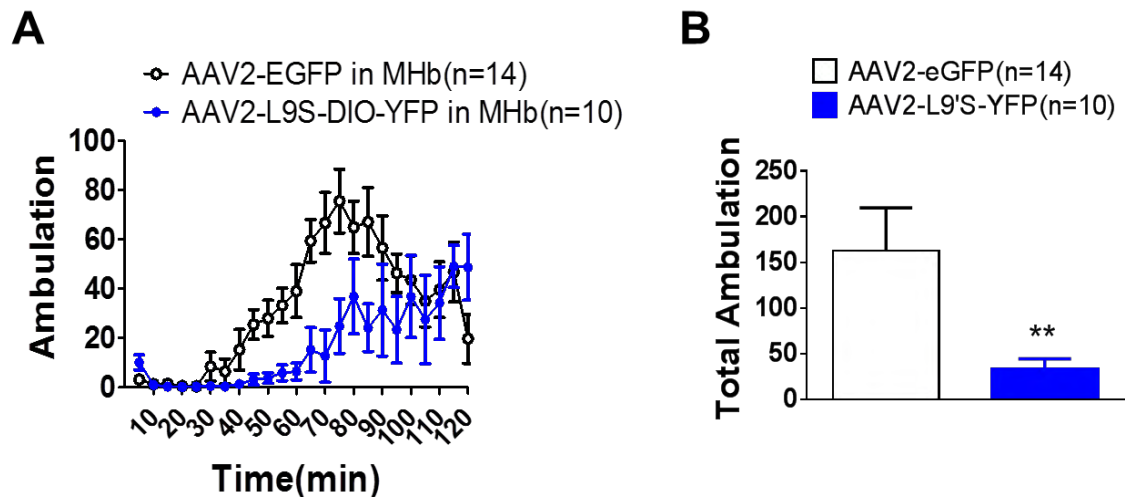 A
AAV2-EGFP in MHb(n=14)
AAV2-L9S-DIO-YFP in MHb(n=10)
100
80
60
40
20
0
Ambulation
10 20 30 40 50 60 70 80 90 100 110 120
Time(min)
B
AAV2-eGFP(n=14)
AAV2-L9'S-YFP(n=10)
250
200
150
100
50
0
Total Ambulation
**